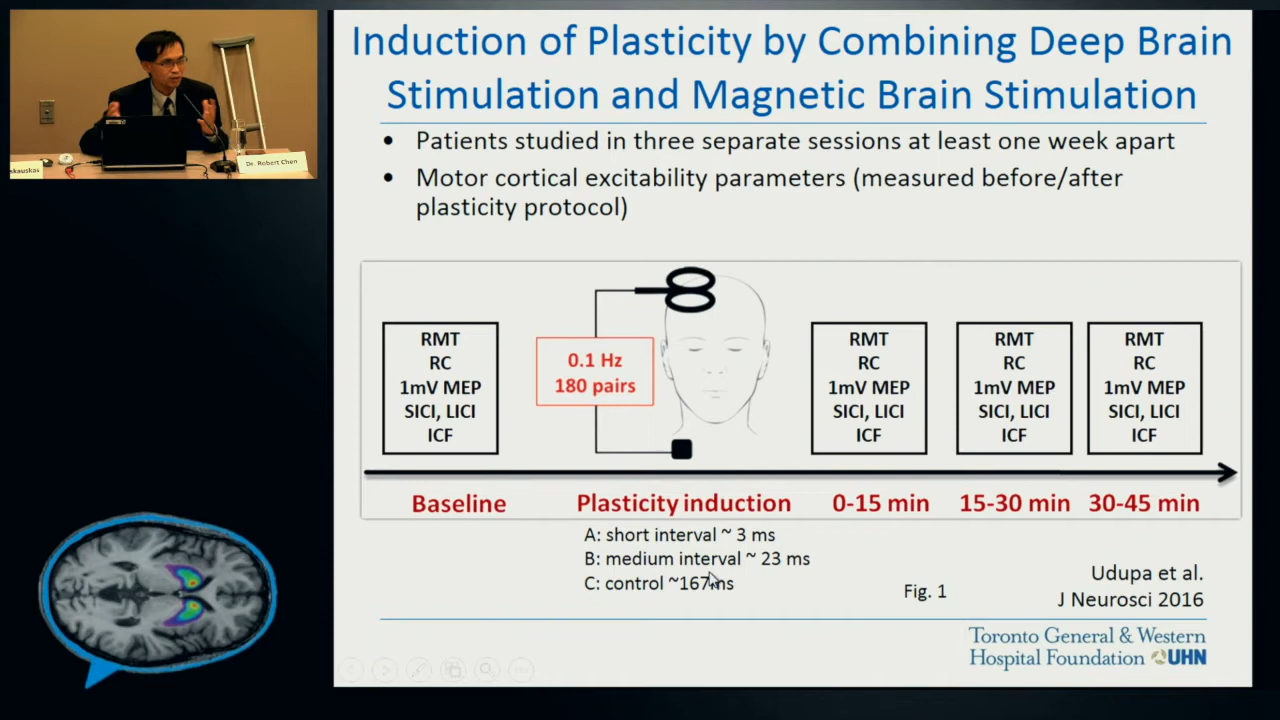 Induction of Plasticity by Combining Deep Brain
Stimulation and Magnetic Brain Stimulation
• Patients studied in three separate sessions at least one week apart
• Motor cortical excitability parameters (measured before/after
plasticity protocol)
RMT
RC
1mV MEP
SICI, LICI
ICF
0.1 Hz
180 pairs
RMT
RC
1mV MEP
SICI, LICI
ICF
RMT
RC
1mV MEP
SICI, LICI
ICF
RMT
RC
1mV MEP
SICI, LICI
ICF
Baseline
Plasticity induction
0-15 min
15-30 min
30-45 min
A: short interval ~ 3 ms
B: medium interval ~ 23 ms
C: control ~167ms
Fig. 1
Udupa et al.
J Neurosci 2016
Toronto General & Western
Hospital Foundation UHN
skauskas
Dr. Robert Chen